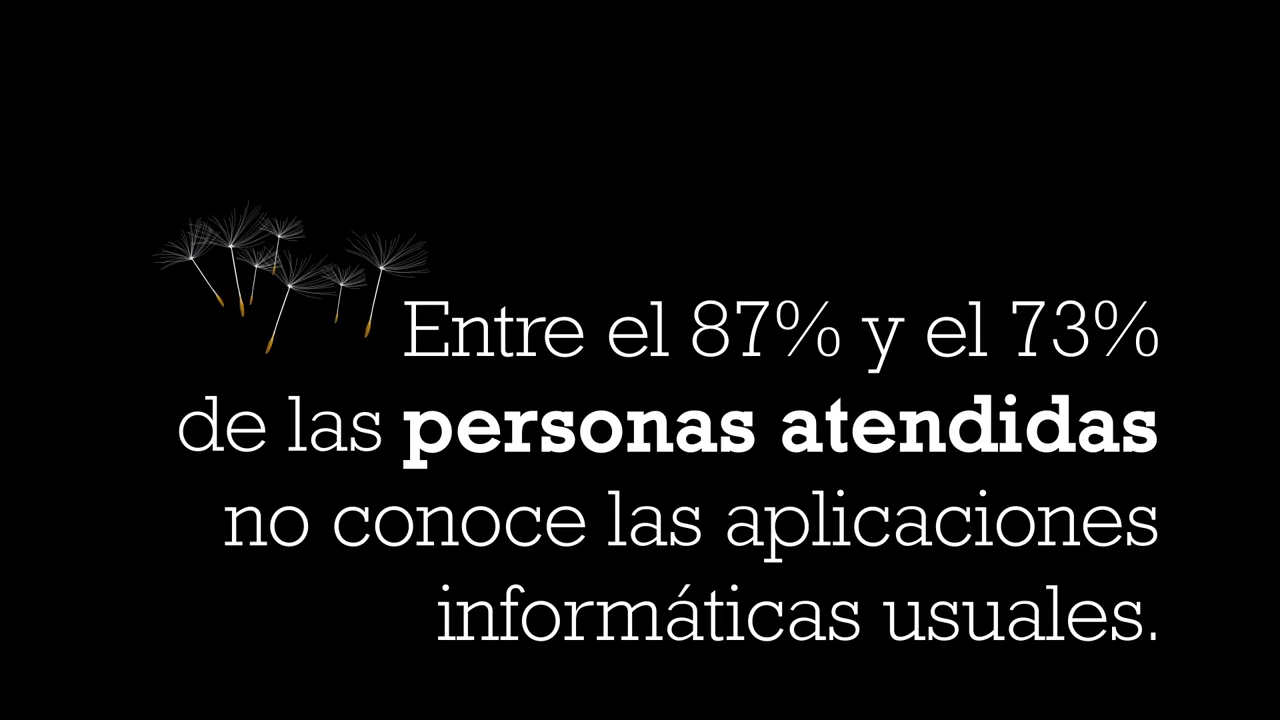 Entre el 87% y el 73%
de las personas atendidas
no conoce las aplicaciones
informáticas usuales.